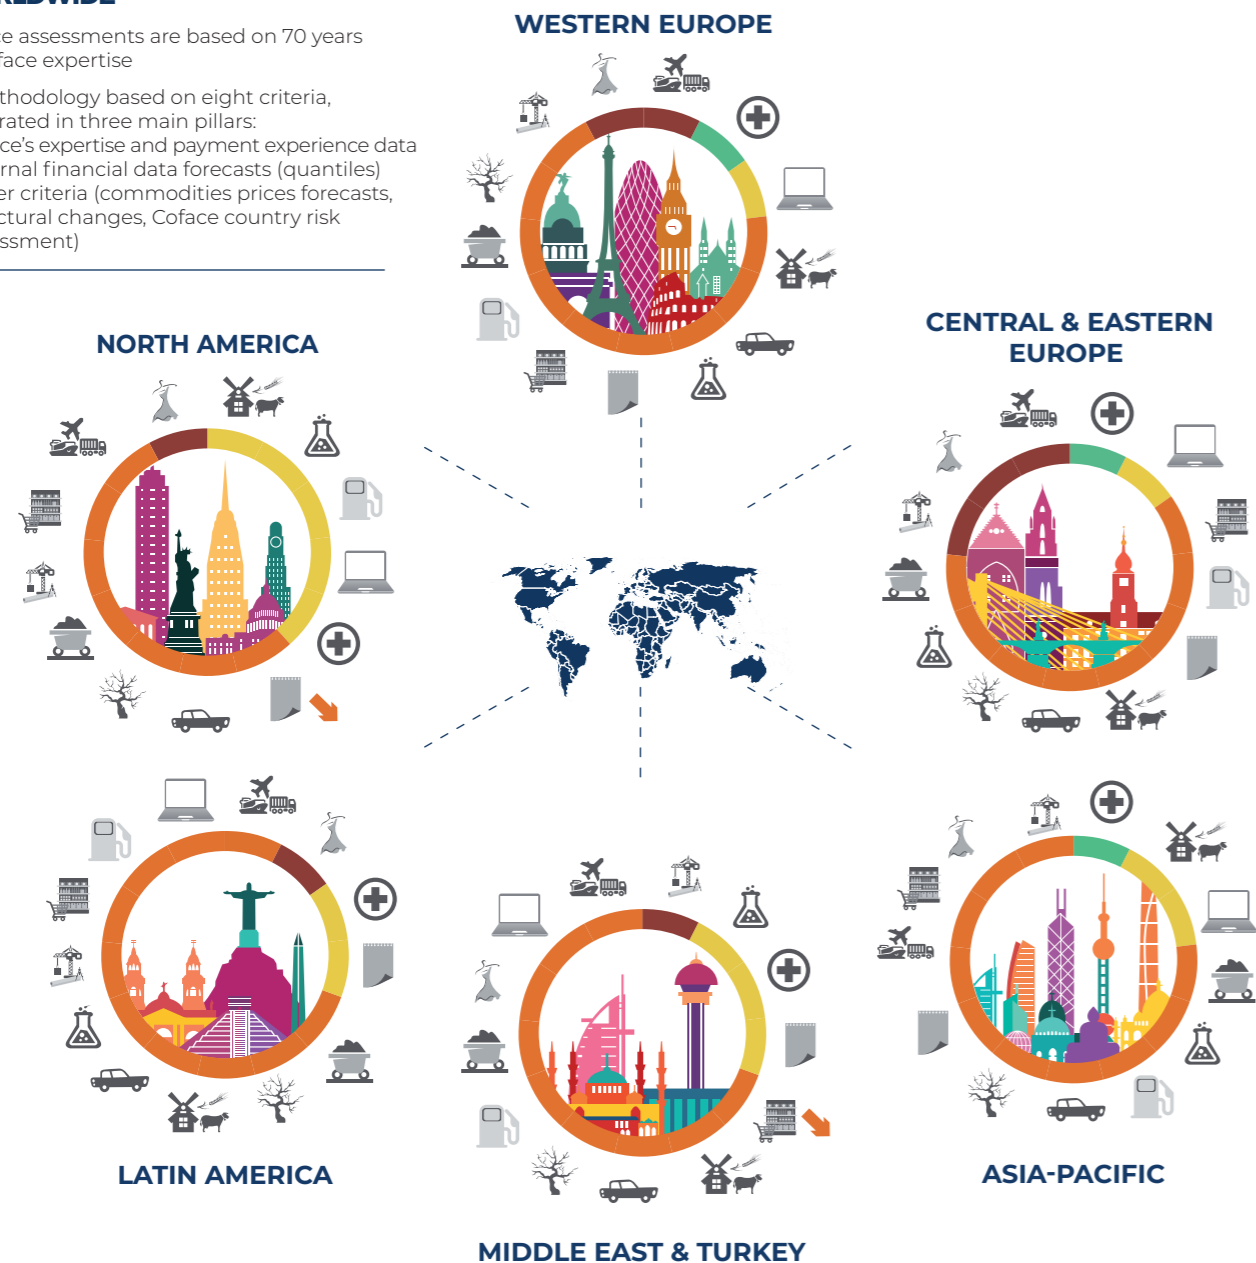 ce assessments are based on 70 years
face expertise
thodology based on eight criteria,
rated in three main pillars:
ce's expertise and payment experience data
rnal financial data forecasts (quantiles)
er criteria (commodities prices forecasts,
ctural changes, Coface country risk
ssment)
WESTERN EUROPE
NORTH AMERICA
CENTRAL & EASTERN
EUROPE
LATIN AMERICA
ASIA-PACIFIC
MIDDLE EAST & TURKEY